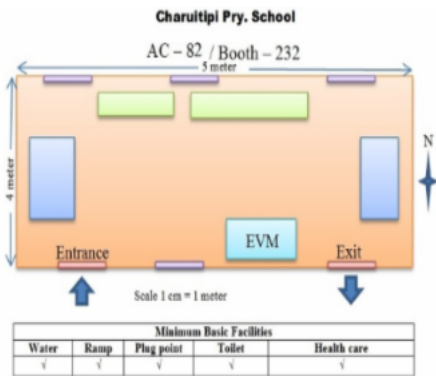 Charuitipi Pry. School
AC – 82 / Booth – 232
5 meter
4 meter
N
EVM
Entrance
Exit
Scale 1 cm = 1 meter
Minimum Basic Facilities
Water Ramp Plug point Toilet Health care
√ √ √ √ √